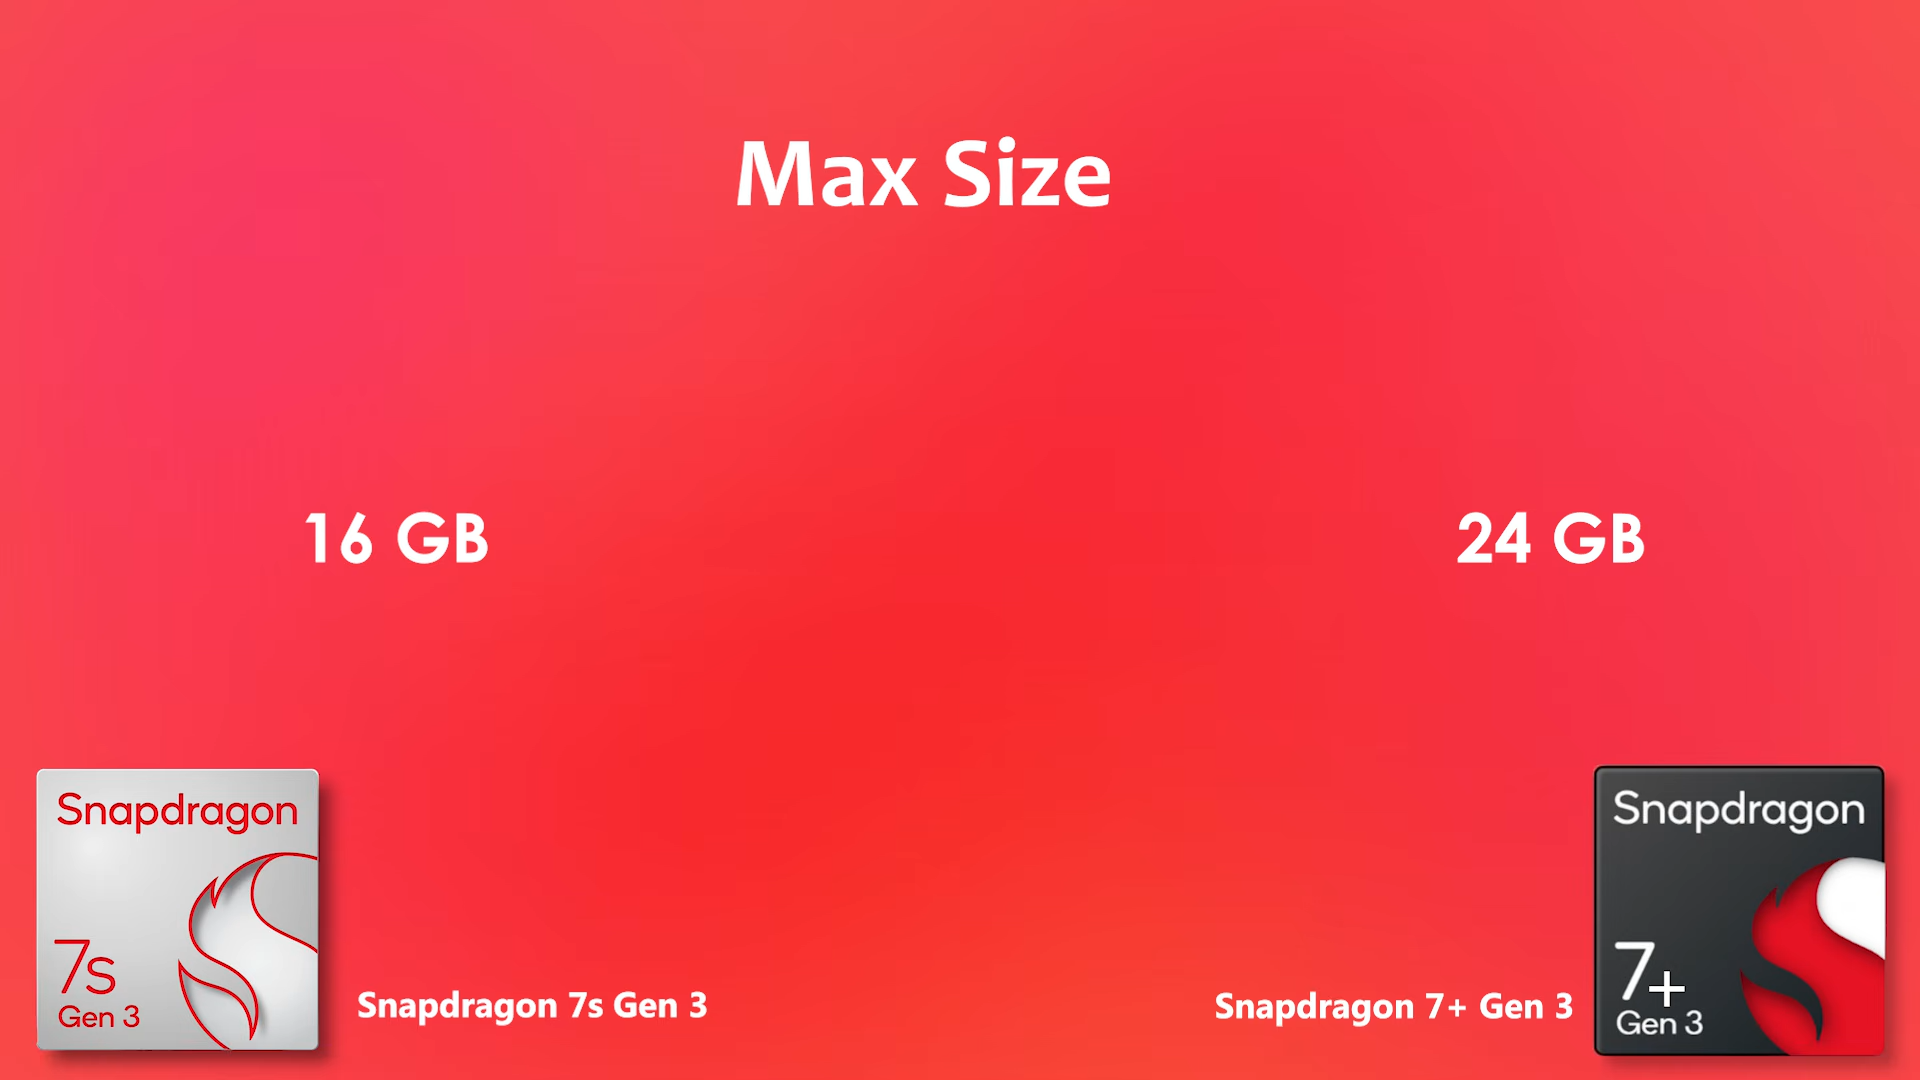 Max Size
16 GB
24 GB
Snapdragon
7s
Gen 3
Snapdragon 7s Gen 3
Snapdragon 7+ Gen 3
Snapdragon
7+
Gen 3